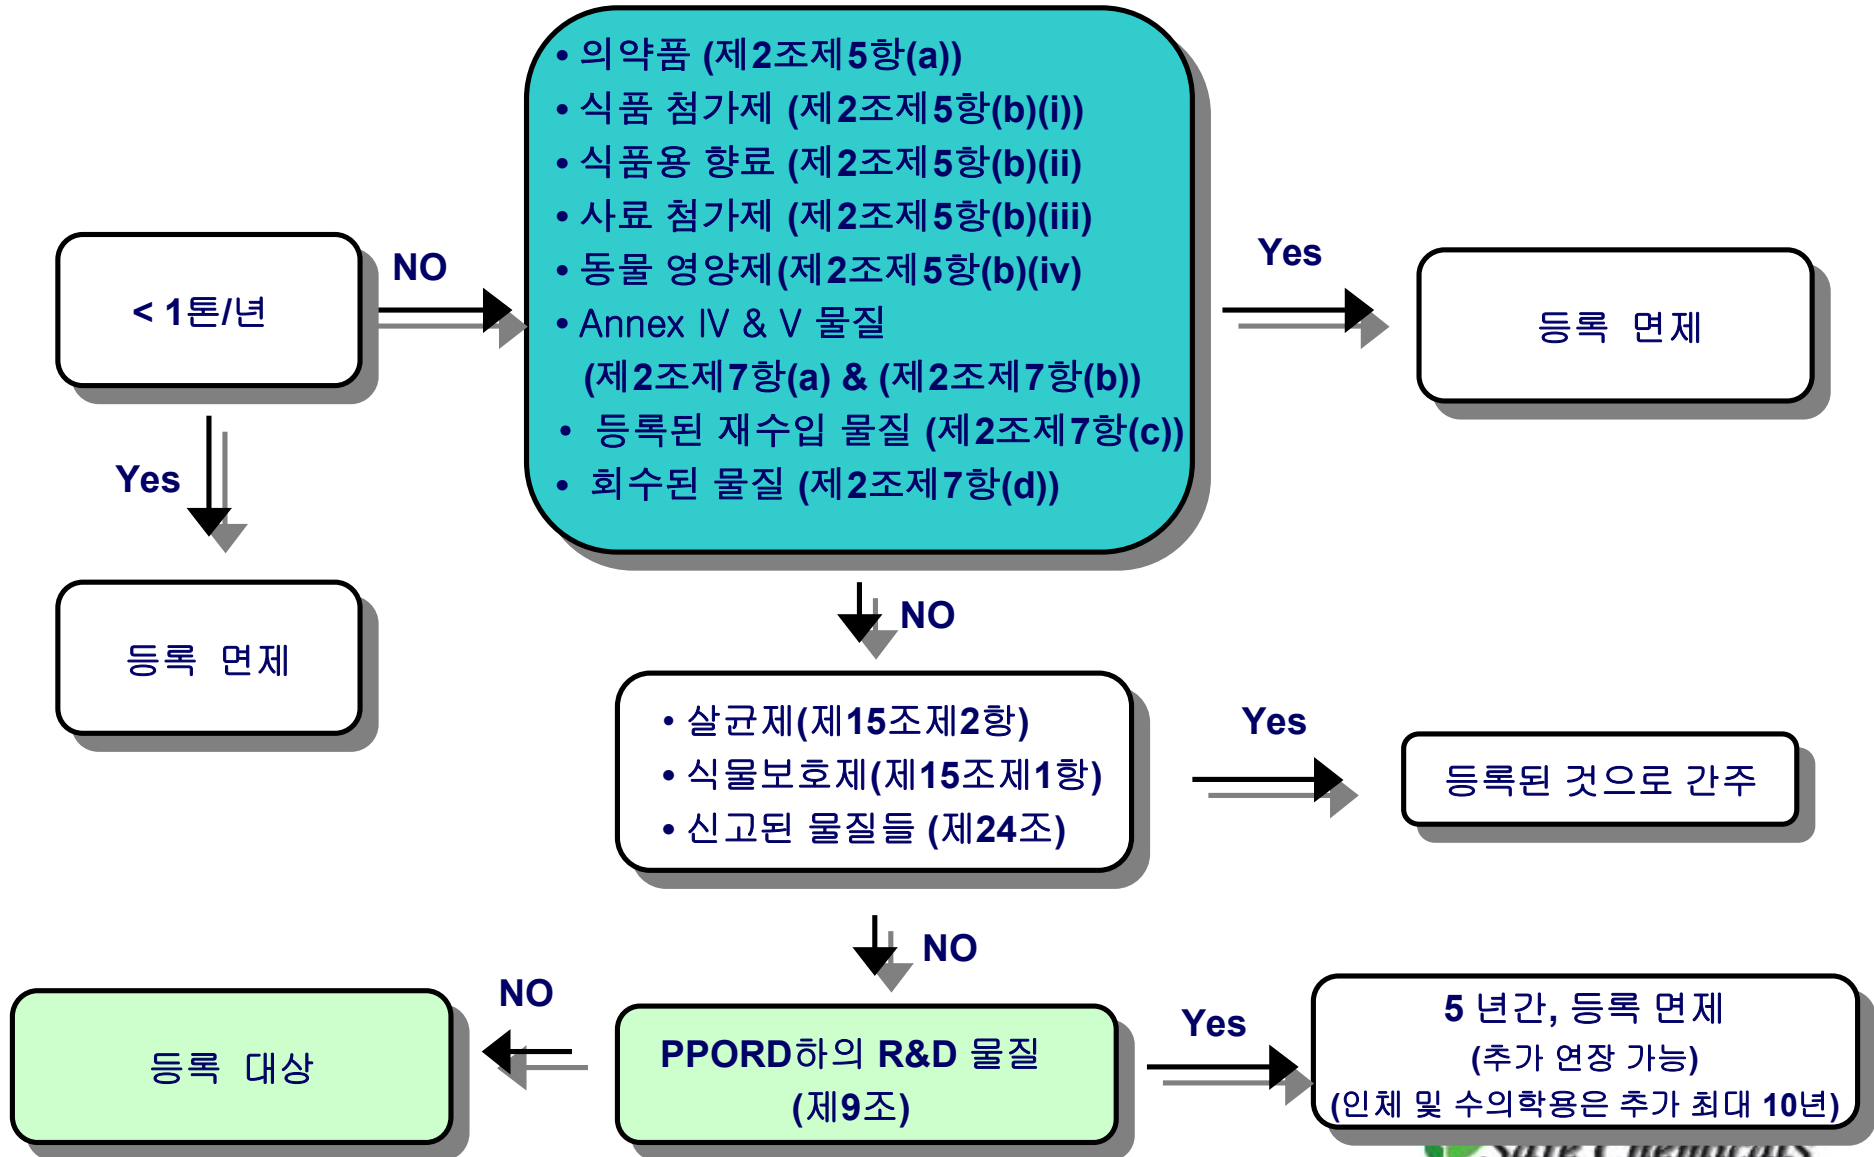 • 의약품 (제2조제5항(a))
• 식품 첨가제 (제2조제5항(b)(i))
• 식품용 향료 (제2조제5항(b)(ii)
• 사료 첨가제 (제2조제5항(b)(iii)
• 동물 영양제(제2조제5항(b)(iv)
• Annex IV & V 물질
(제2조제7항(a) & (제2조제7항(b))
• 등록된 재수입 물질 (제2조제7항(c))
• 회수된 물질 (제2조제7항(d))
< 1톤/년
NO
Yes
등록 면제
Yes
등록 면제
NO
• 살균제(제15조제2항)
• 식물보호제(제15조제1항)
• 신고된 물질들 (제24조)
Yes
등록된 것으로 간주
NO
등록 대상
NO
PPORD하의 R&D 물질
(제9조)
Yes
5 년간, 등록 면제
(추가 연장 가능)
(인체 및 수의학용은 추가 최대 10년)
Safe Chemicals